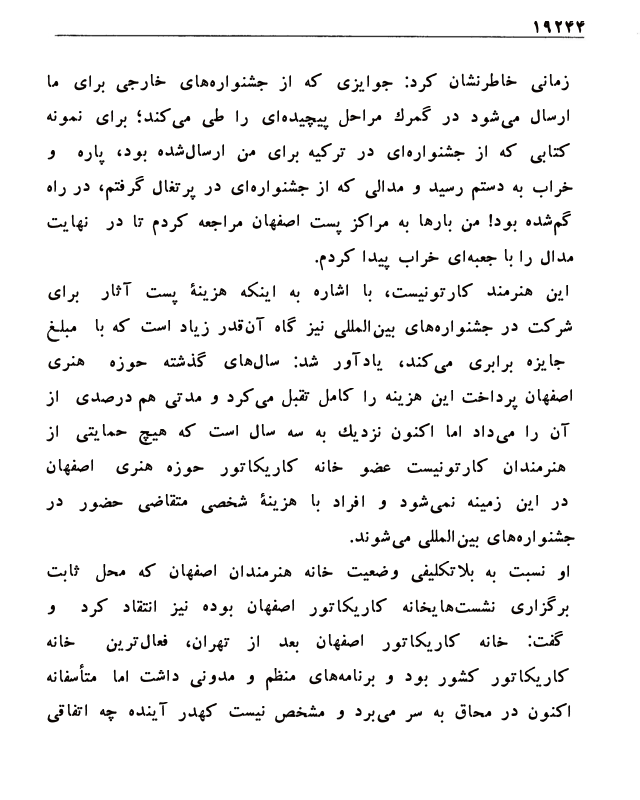 ۱۹۲۴۴
زمانی خاطرنشان کرد: جوایزی که از جشنواره‌های خارجی برای ما
ارسال می‌شود در گمرك مراحل پیچیده‌ای را طی می‌کند؛ برای نمونه
کتابی که از جشنواره‌ای در ترکیه برای من ارسال‌شده بود، پاره و
خراب به دستم رسید و مدالی که از جشنواره‌ای در پرتغال گرفتم، در راه
گم‌شده بود! من بارها به مراکز پست اصفهان مراجعه کردم تا در نهایت
مدال را با جعبه‌ای خراب پیدا کردم.
این هنرمند کارتونیست، با اشاره به اینکه هزینهٔ پست آثار برای
شرکت در جشنواره‌های بین‌المللی نیز گاه آن‌قدر زیاد است که با مبلغ
جایزه برابری می‌کند، یادآور شد: سال‌های گذشته حوزه هنری
اصفهان پرداخت این هزینه را کامل تقبل می‌کرد و مدتی هم درصدی از
آن را می‌داد اما اکنون نزدیك به سه سال است که هیچ حمایتی از
هنرمندان کارتونیست عضو خانه کاریکاتور حوزه هنری اصفهان
در این زمینه نمی‌شود و افراد با هزینهٔ شخصی متقاضی حضور در
جشنواره‌های بین‌المللی می‌شوند.
او نسبت به بلاتکلیفی وضعیت خانه هنرمندان اصفهان که محل ثابت
برگزاری نشست‌هایخانه کاریکاتور اصفهان بوده نیز انتقاد کرد و
گفت: خانه کاریکاتور اصفهان بعد از تهران، فعال‌ترین خانه
کاریکاتور کشور بود و برنامه‌های منظم و مدونی داشت اما متأسفانه
اکنون در محاق به سر می‌برد و مشخص نیست کهدر آینده چه اتفاقی